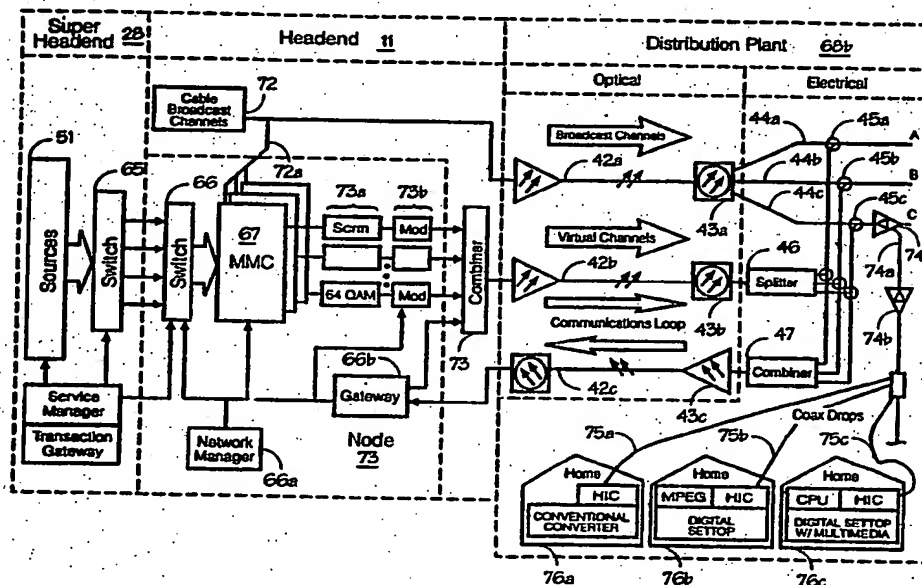 Super
Headend 28
Headend 11
Distribution Plant 68b
Optical
Electrical
72
Cable
Broadcast
Channels
72a
51
Sources
65
Switch
66
Switch
67
MMC
73a
73b
Scrm
Mod
64 QAM
Mod
Combiner
73
66b
Gateway
Node
73
Service
Manager
Transaction
Gateway
Network
Manager
66a
Broadcast Channels
42a
43a
44a
44b
44c
45a
45b
45c
A
B
C
74
74a
74b
Virtual Channels
42b
43b
46
Splitter
Communications Loop
42c
43c
47
Combiner
Coax Drops
75a
75b
75c
Home
HIC
CONVENTIONAL
CONVERTER
76a
Home
MPEG
HIC
DIGITAL
SETTOP
76b
Home
CPU
HIC
DIGITAL SETTOP
W/ MULTIMEDIA
76c